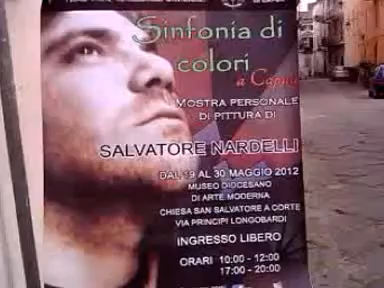 Sinfonia di
colori
a Capua
MOSTRA PERSONALE
DI PITTURA DI
SALVATORE NARDELLI
DAL 19 AL 30 MAGGIO 2012
MUSEO DIOCESANO
DI ARTE MODERNA
CHIESA SAN SALVATORE A CORTE
VIA PRINCIPI LONGOBARDI
INGRESSO LIBERO
ORARI 10:00 - 12:00
17:00 - 20:00